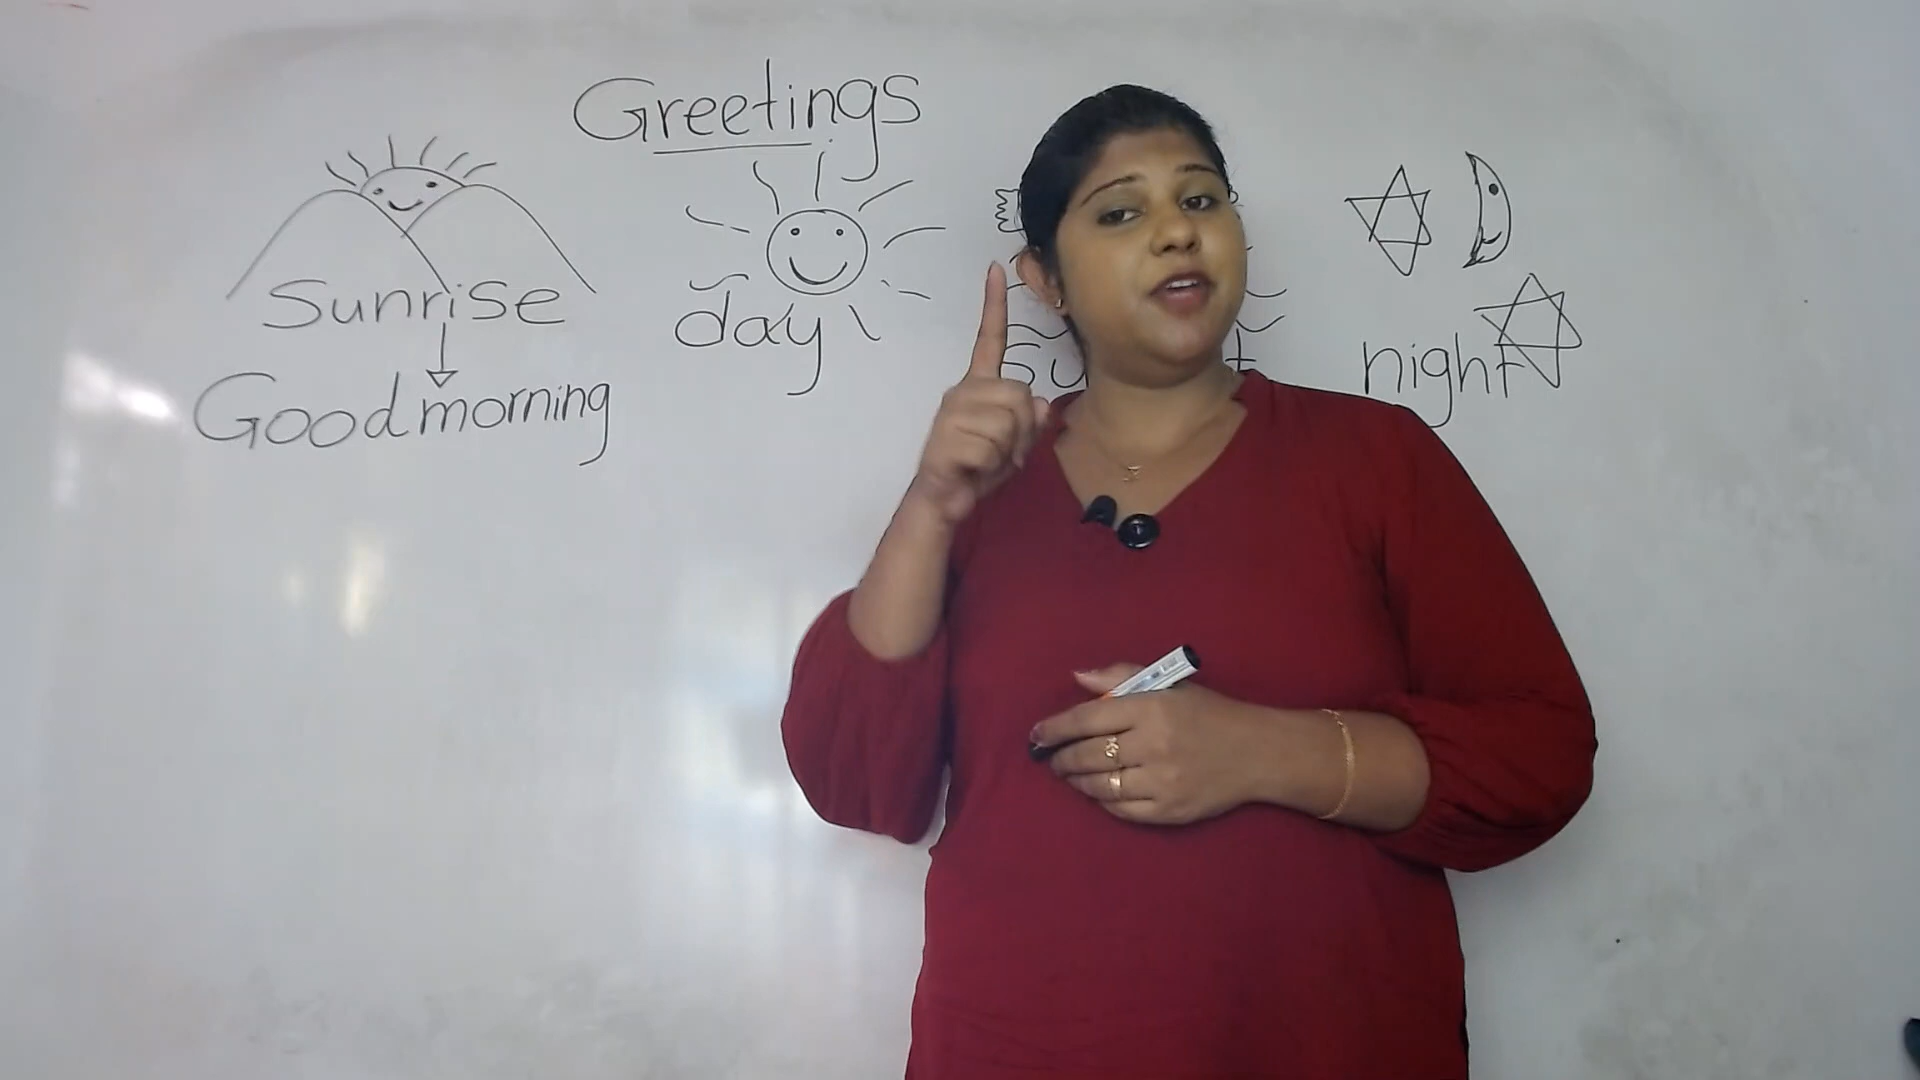 Greetings
Sunrise
day
night
Good morning